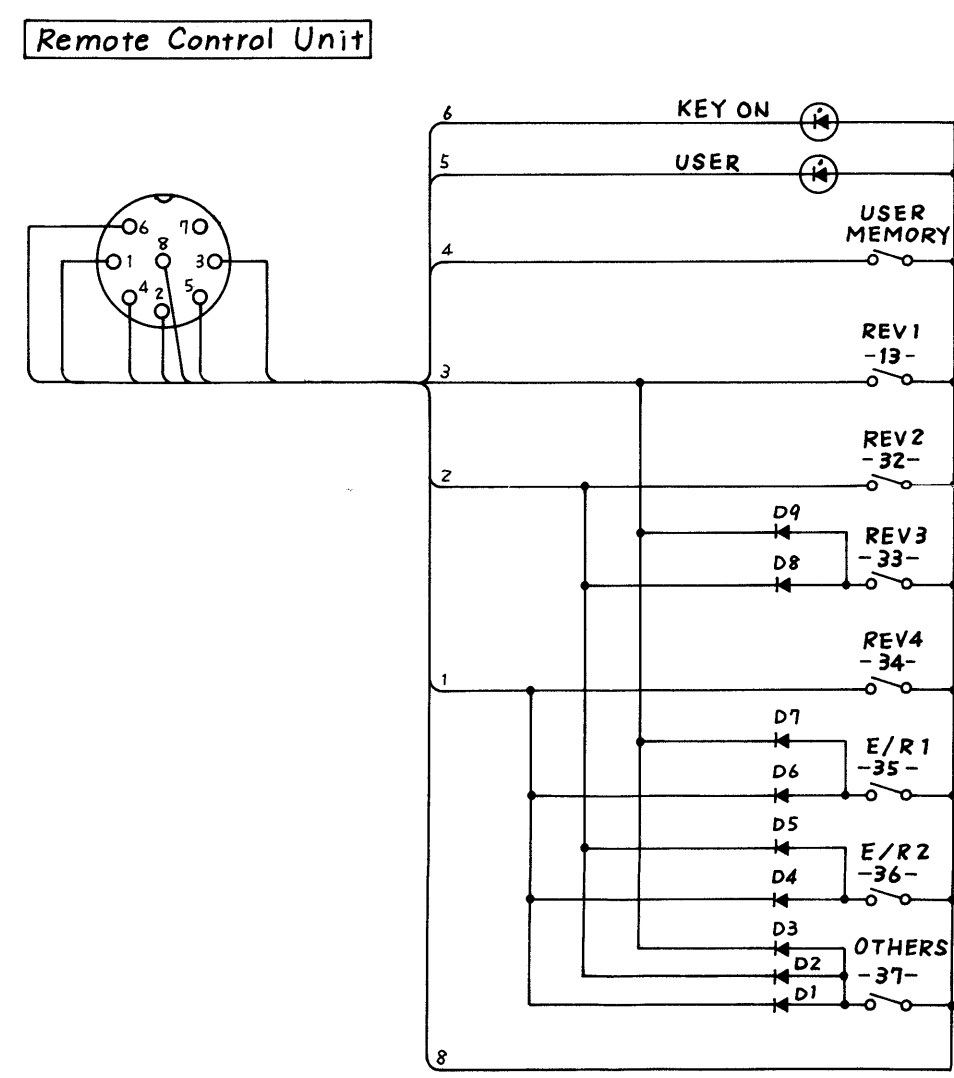 Remote Control Unit
6 KEY ON
5 USER
USER
MEMORY
4
6 7
8
1 3
4 2 5
REV1
-13-
3
REV2
-32-
2
D9
REV3
-33-
D8
REV4
-34-
1
D7
E/R1
-35-
D6
D5
E/R2
-36-
D4
D3
OTHERS
D2
-37-
D1
8